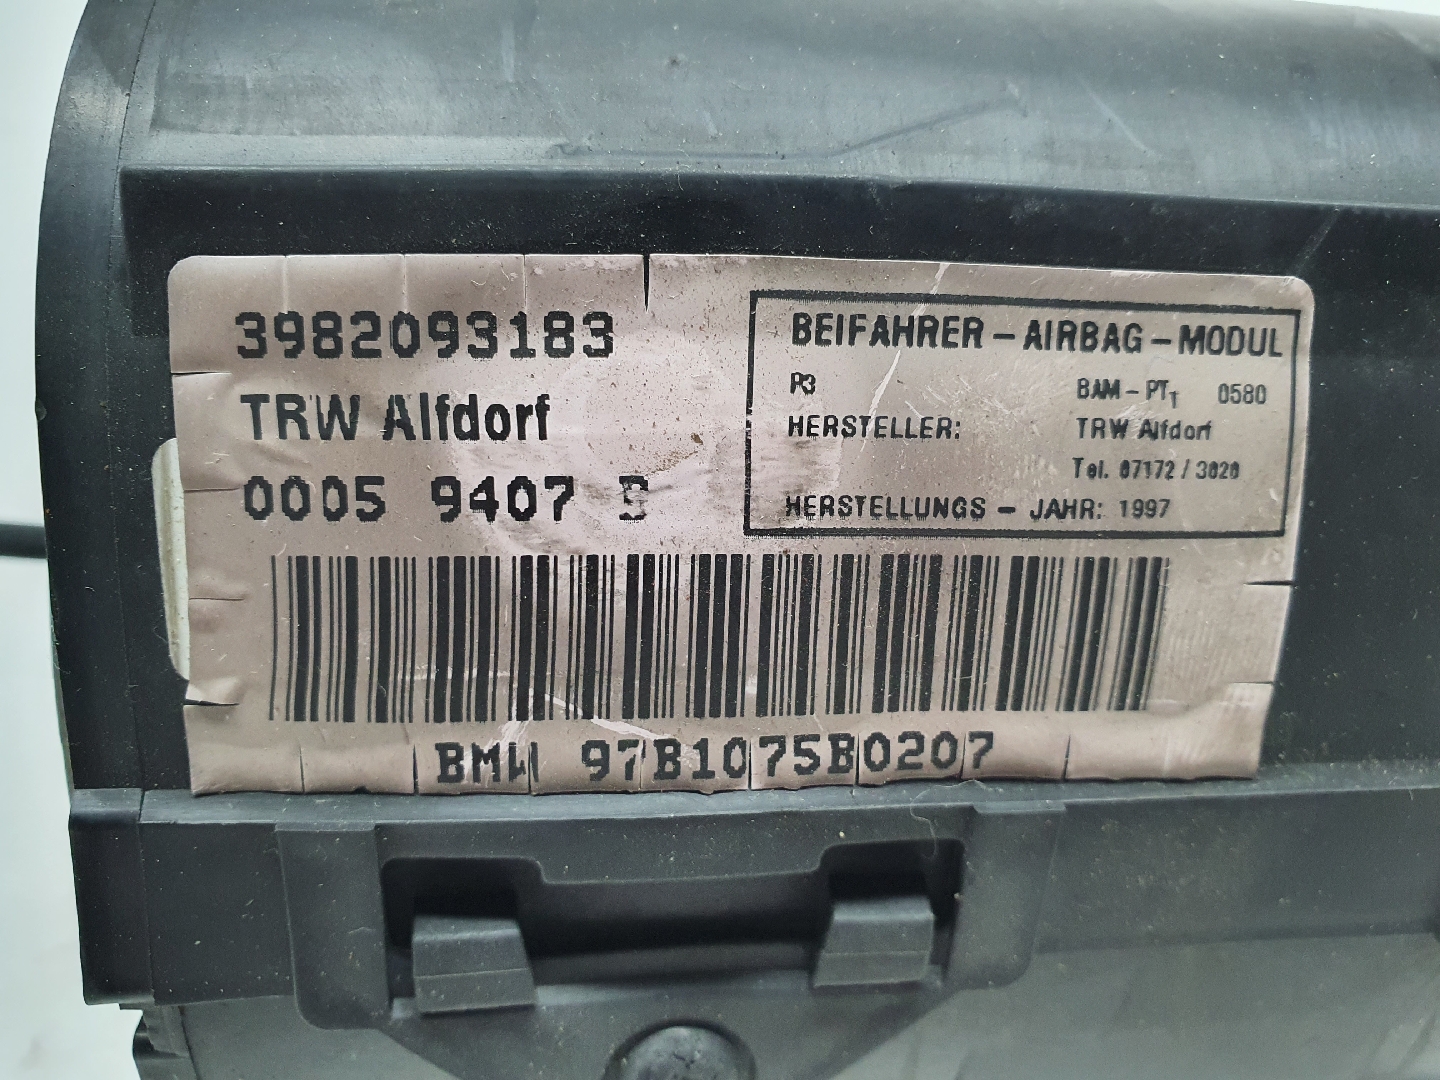 3982093183
TRW Alfdorf
0005 9407
BEIFAHRER - AIRBAG - MODUL
P3 BAM - PT1 0580
HERSTELLER: TRW Alfdorf
Tel. 07172 / 3020
HERSTELLUNGS - JAHR: 1997
BMW 97B1075B0207